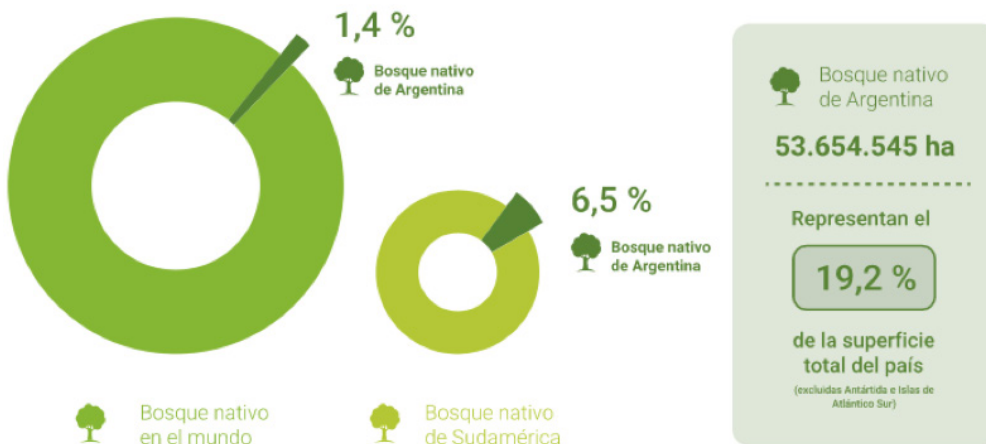 1,4 %
Bosque nativo
de Argentina
6,5 %
Bosque nativo
de Argentina
Bosque nativo
en el mundo
Bosque nativo
de Sudamérica
Bosque nativo
de Argentina
53.654.545 ha
Representan el
19,2 %
de la superficie
total del país
(excluidas Antártida e Islas de
Atlántico Sur)